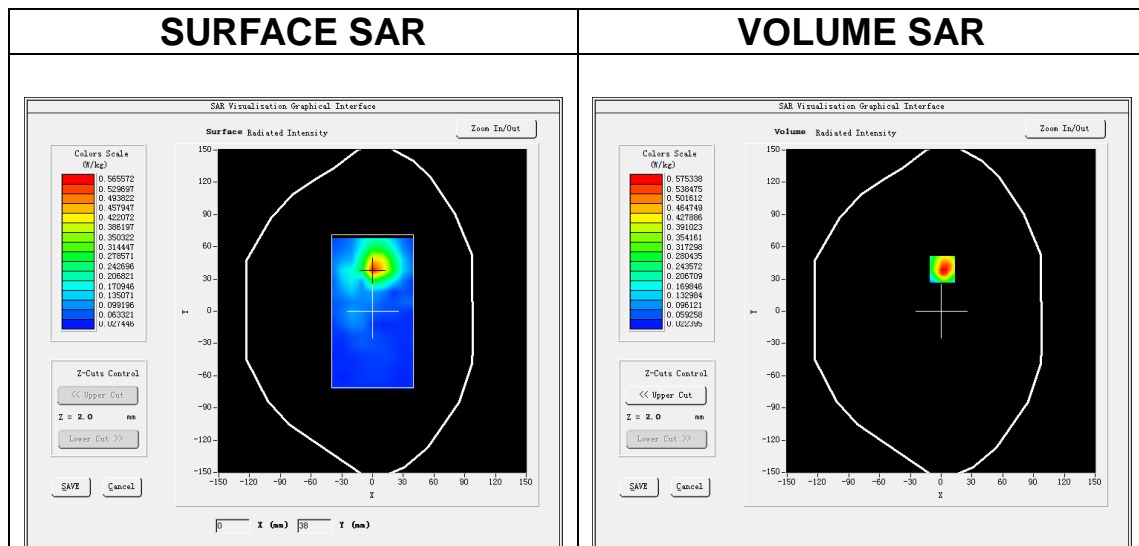 SURFACE SAR
VOLUME SAR
SAR Visualisation Graphical Interface
Surface Radiated Intensity
Zoom In/Out
Colors Scale
(W/kg)
0.565572
0.529697
0.493822
0.457947
0.422072
0.386197
0.350322
0.314447
0.278571
0.242696
0.206821
0.170946
0.135071
0.099196
0.063321
0.027446
Z-Cuts Control
<< Upper Cut
Z = 2.0 mm
Lower Cut >>
SAVE
Cancel
150
120
90
60
30
0
-30
-60
-90
-120
-150
Y
-150 -120 -90 -60 -30 0 30 60 90 120 150
X
0 X (mm) 38 Y (mm)
SAR Visualisation Graphical Interface
Volume Radiated Intensity
Zoom In/Out
Colors Scale
(W/kg)
0.575338
0.538475
0.501612
0.464749
0.427886
0.391023
0.354161
0.317298
0.280435
0.243572
0.206709
0.169846
0.132984
0.096121
0.059258
0.022395
Z-Cuts Control
<< Upper Cut
Z = 2.0 mm
Lower Cut >>
SAVE
Cancel
150
120
90
60
30
0
-30
-60
-90
-120
-150
Y
-150 -120 -90 -60 -30 0 30 60 90 120 150
X